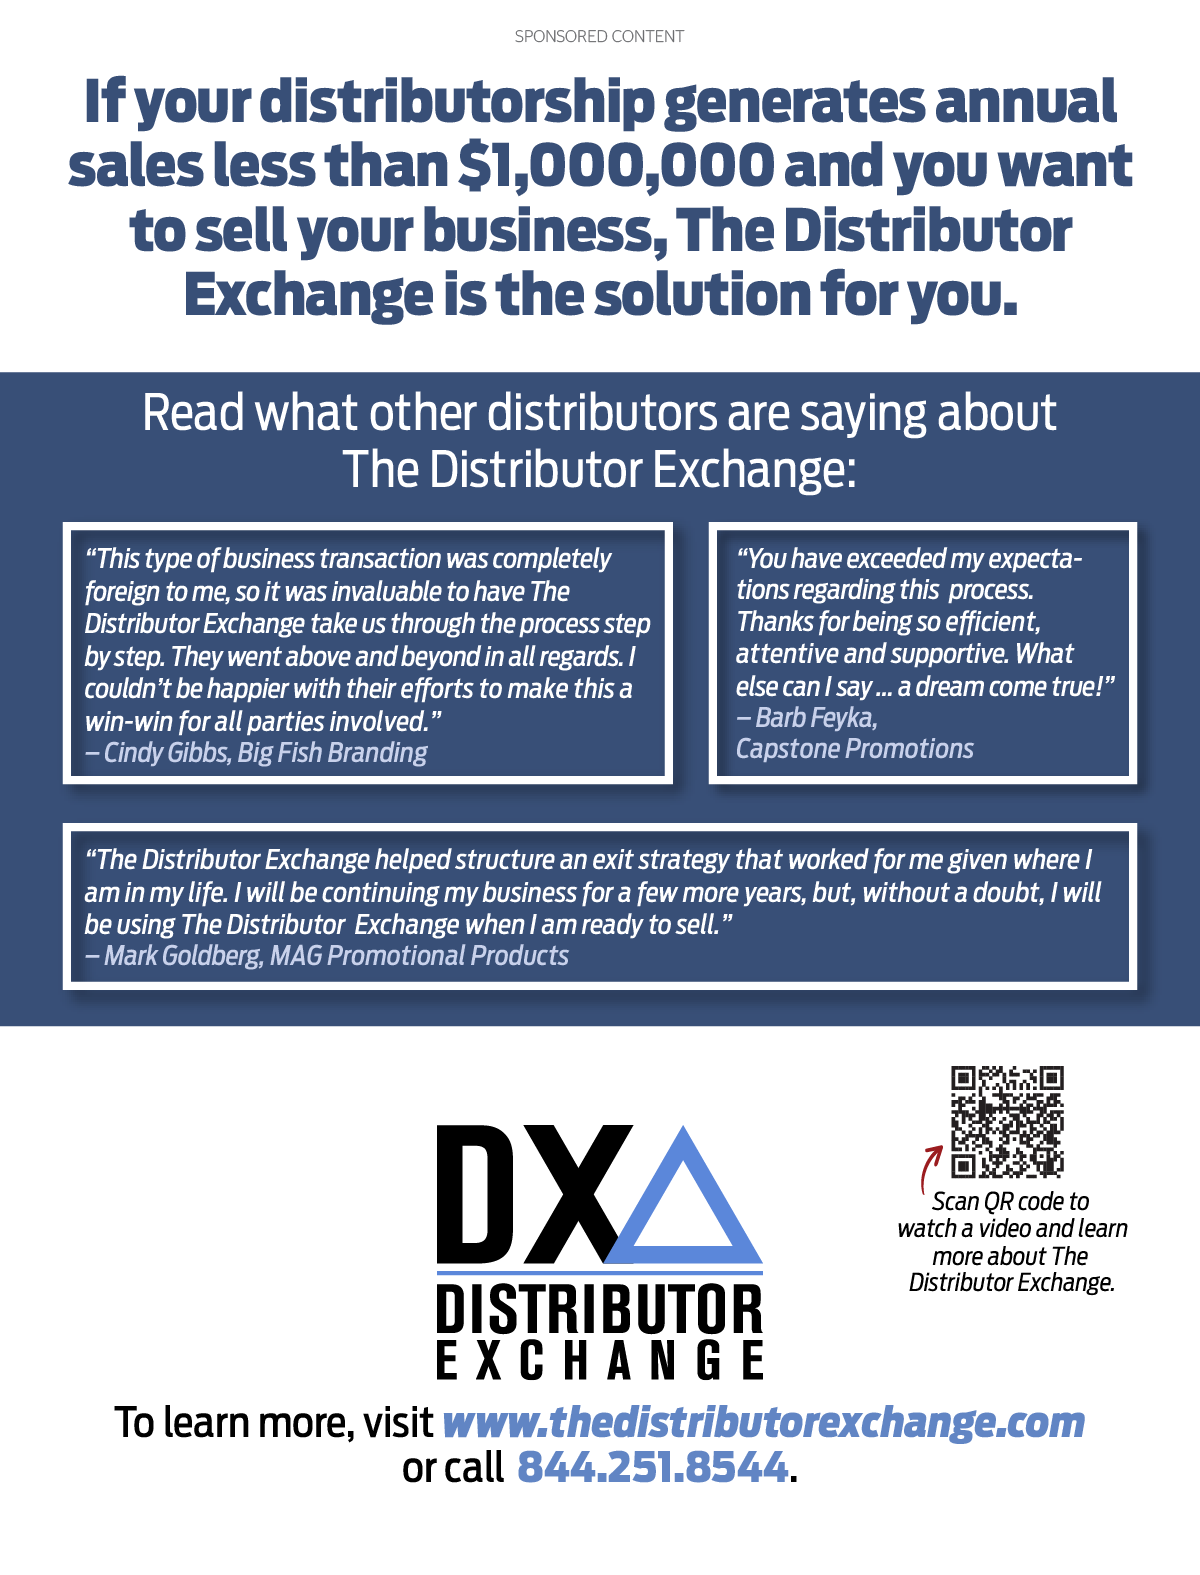 SPONSORED CONTENT
If your distributorship generates annual
sales less than $1,000,000 and you want
to sell your business, The Distributor
Exchange is the solution for you.
Read what other distributors are saying about
The Distributor Exchange:
“This type of business transaction was completely
foreign to me, so it was invaluable to have The
Distributor Exchange take us through the process step
by step. They went above and beyond in all regards. I
couldn’t be happier with their efforts to make this a
win-win for all parties involved.”
– Cindy Gibbs, Big Fish Branding
“You have exceeded my expecta-
tions regarding this process.
Thanks for being so efficient,
attentive and supportive. What
else can I say ... a dream come true!”
– Barb Feyka,
Capstone Promotions
“The Distributor Exchange helped structure an exit strategy that worked for me given where I
am in my life. I will be continuing my business for a few more years, but, without a doubt, I will
be using The Distributor Exchange when I am ready to sell.”
– Mark Goldberg, MAG Promotional Products
DX
DISTRIBUTOR
EXCHANGE
Scan QR code to
watch a video and learn
more about The
Distributor Exchange.
To learn more, visit www.thedistributorexchange.com
or call 844.251.8544.